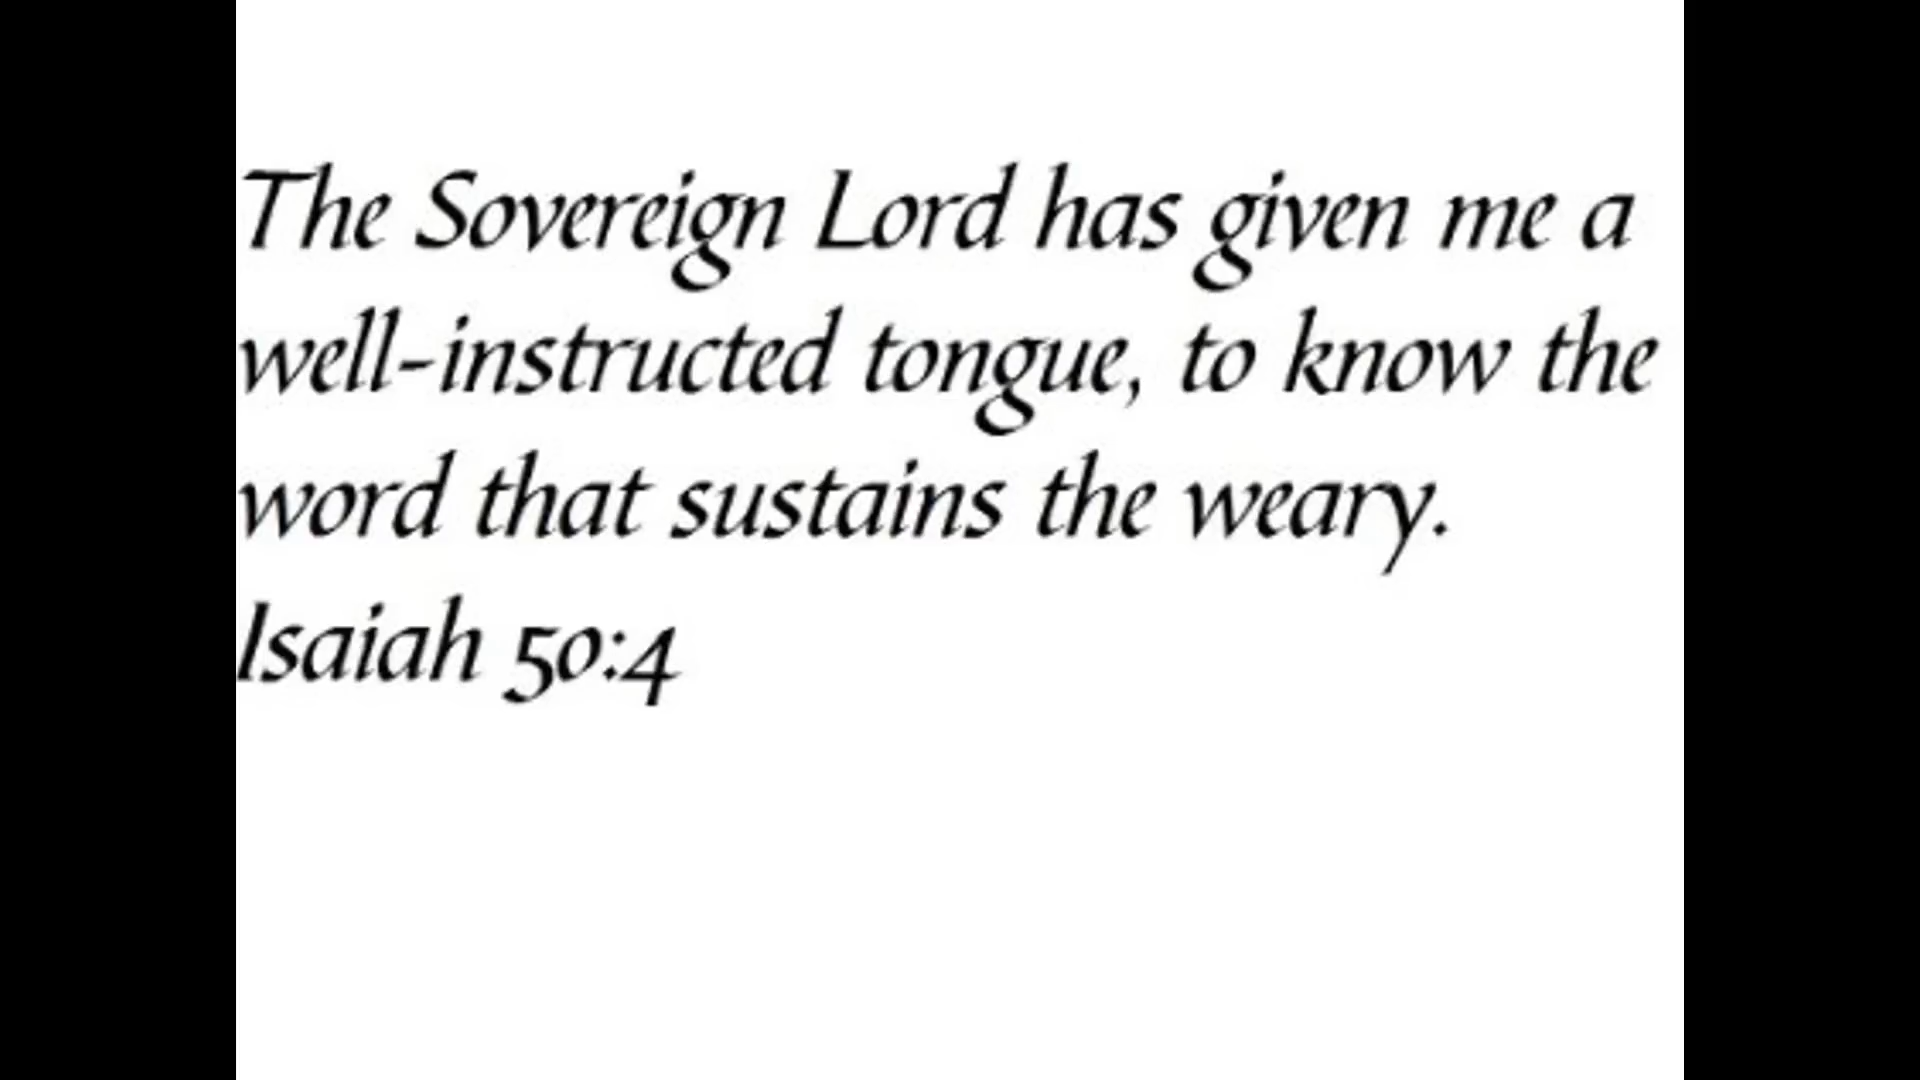 The Sovereign Lord has given me a
well-instructed tongue, to know the
word that sustains the weary.
Isaiah 50:4